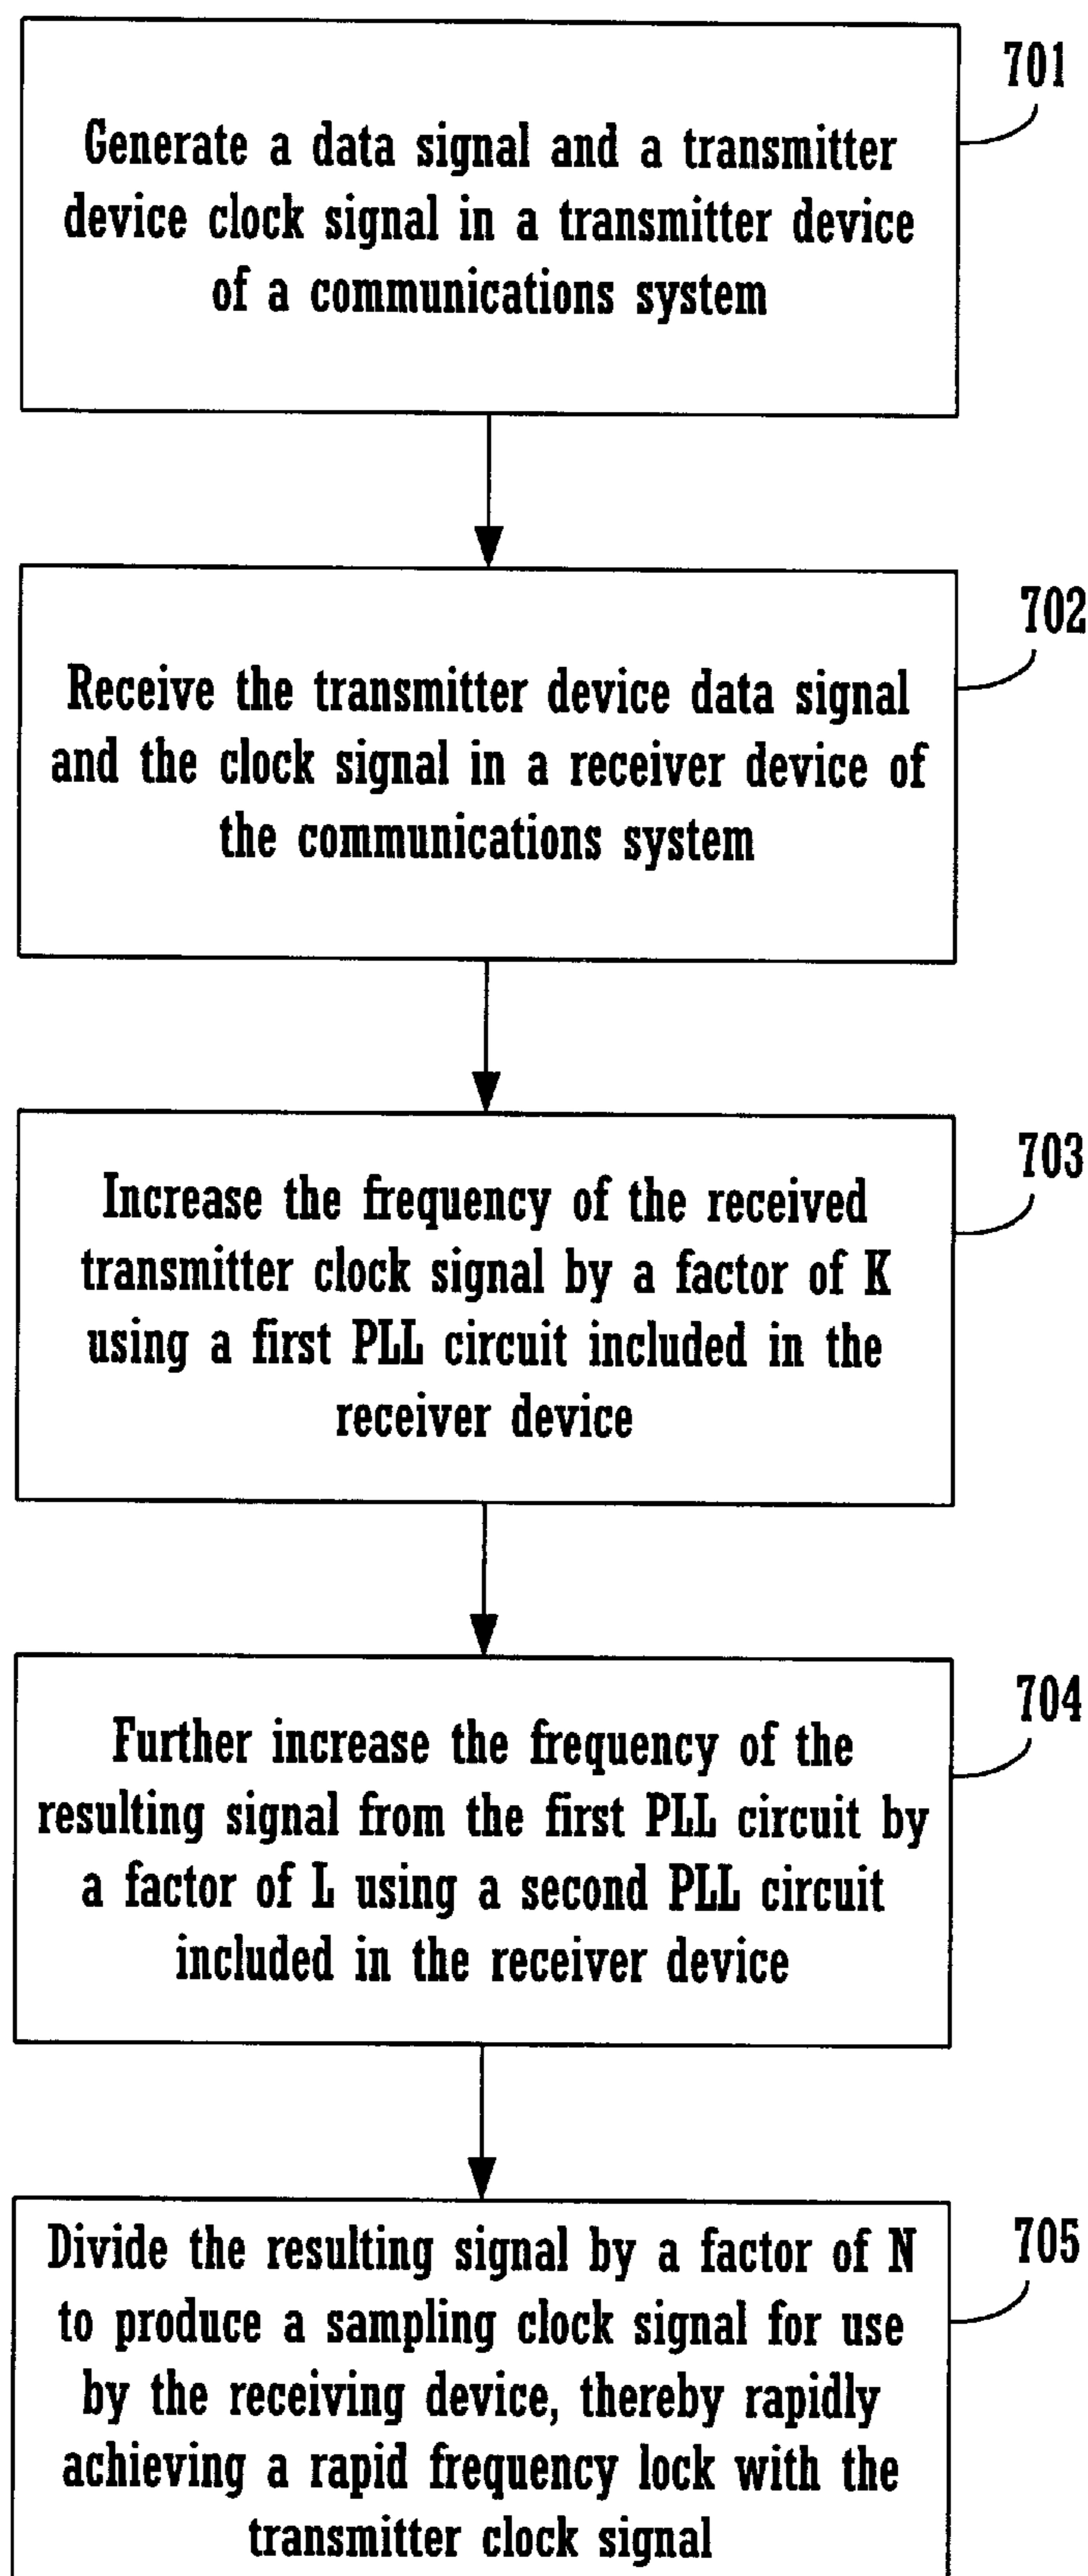 701
Generate a data signal and a transmitter
device clock signal in a transmitter device
of a communications system
702
Receive the transmitter device data signal
and the clock signal in a receiver device of
the communications system
703
Increase the frequency of the received
transmitter clock signal by a factor of K
using a first PLL circuit included in the
receiver device
704
Further increase the frequency of the
resulting signal from the first PLL circuit by
a factor of L using a second PLL circuit
included in the receiver device
705
Divide the resulting signal by a factor of N
to produce a sampling clock signal for use
by the receiving device, thereby rapidly
achieving a rapid frequency lock with the
transmitter clock signal